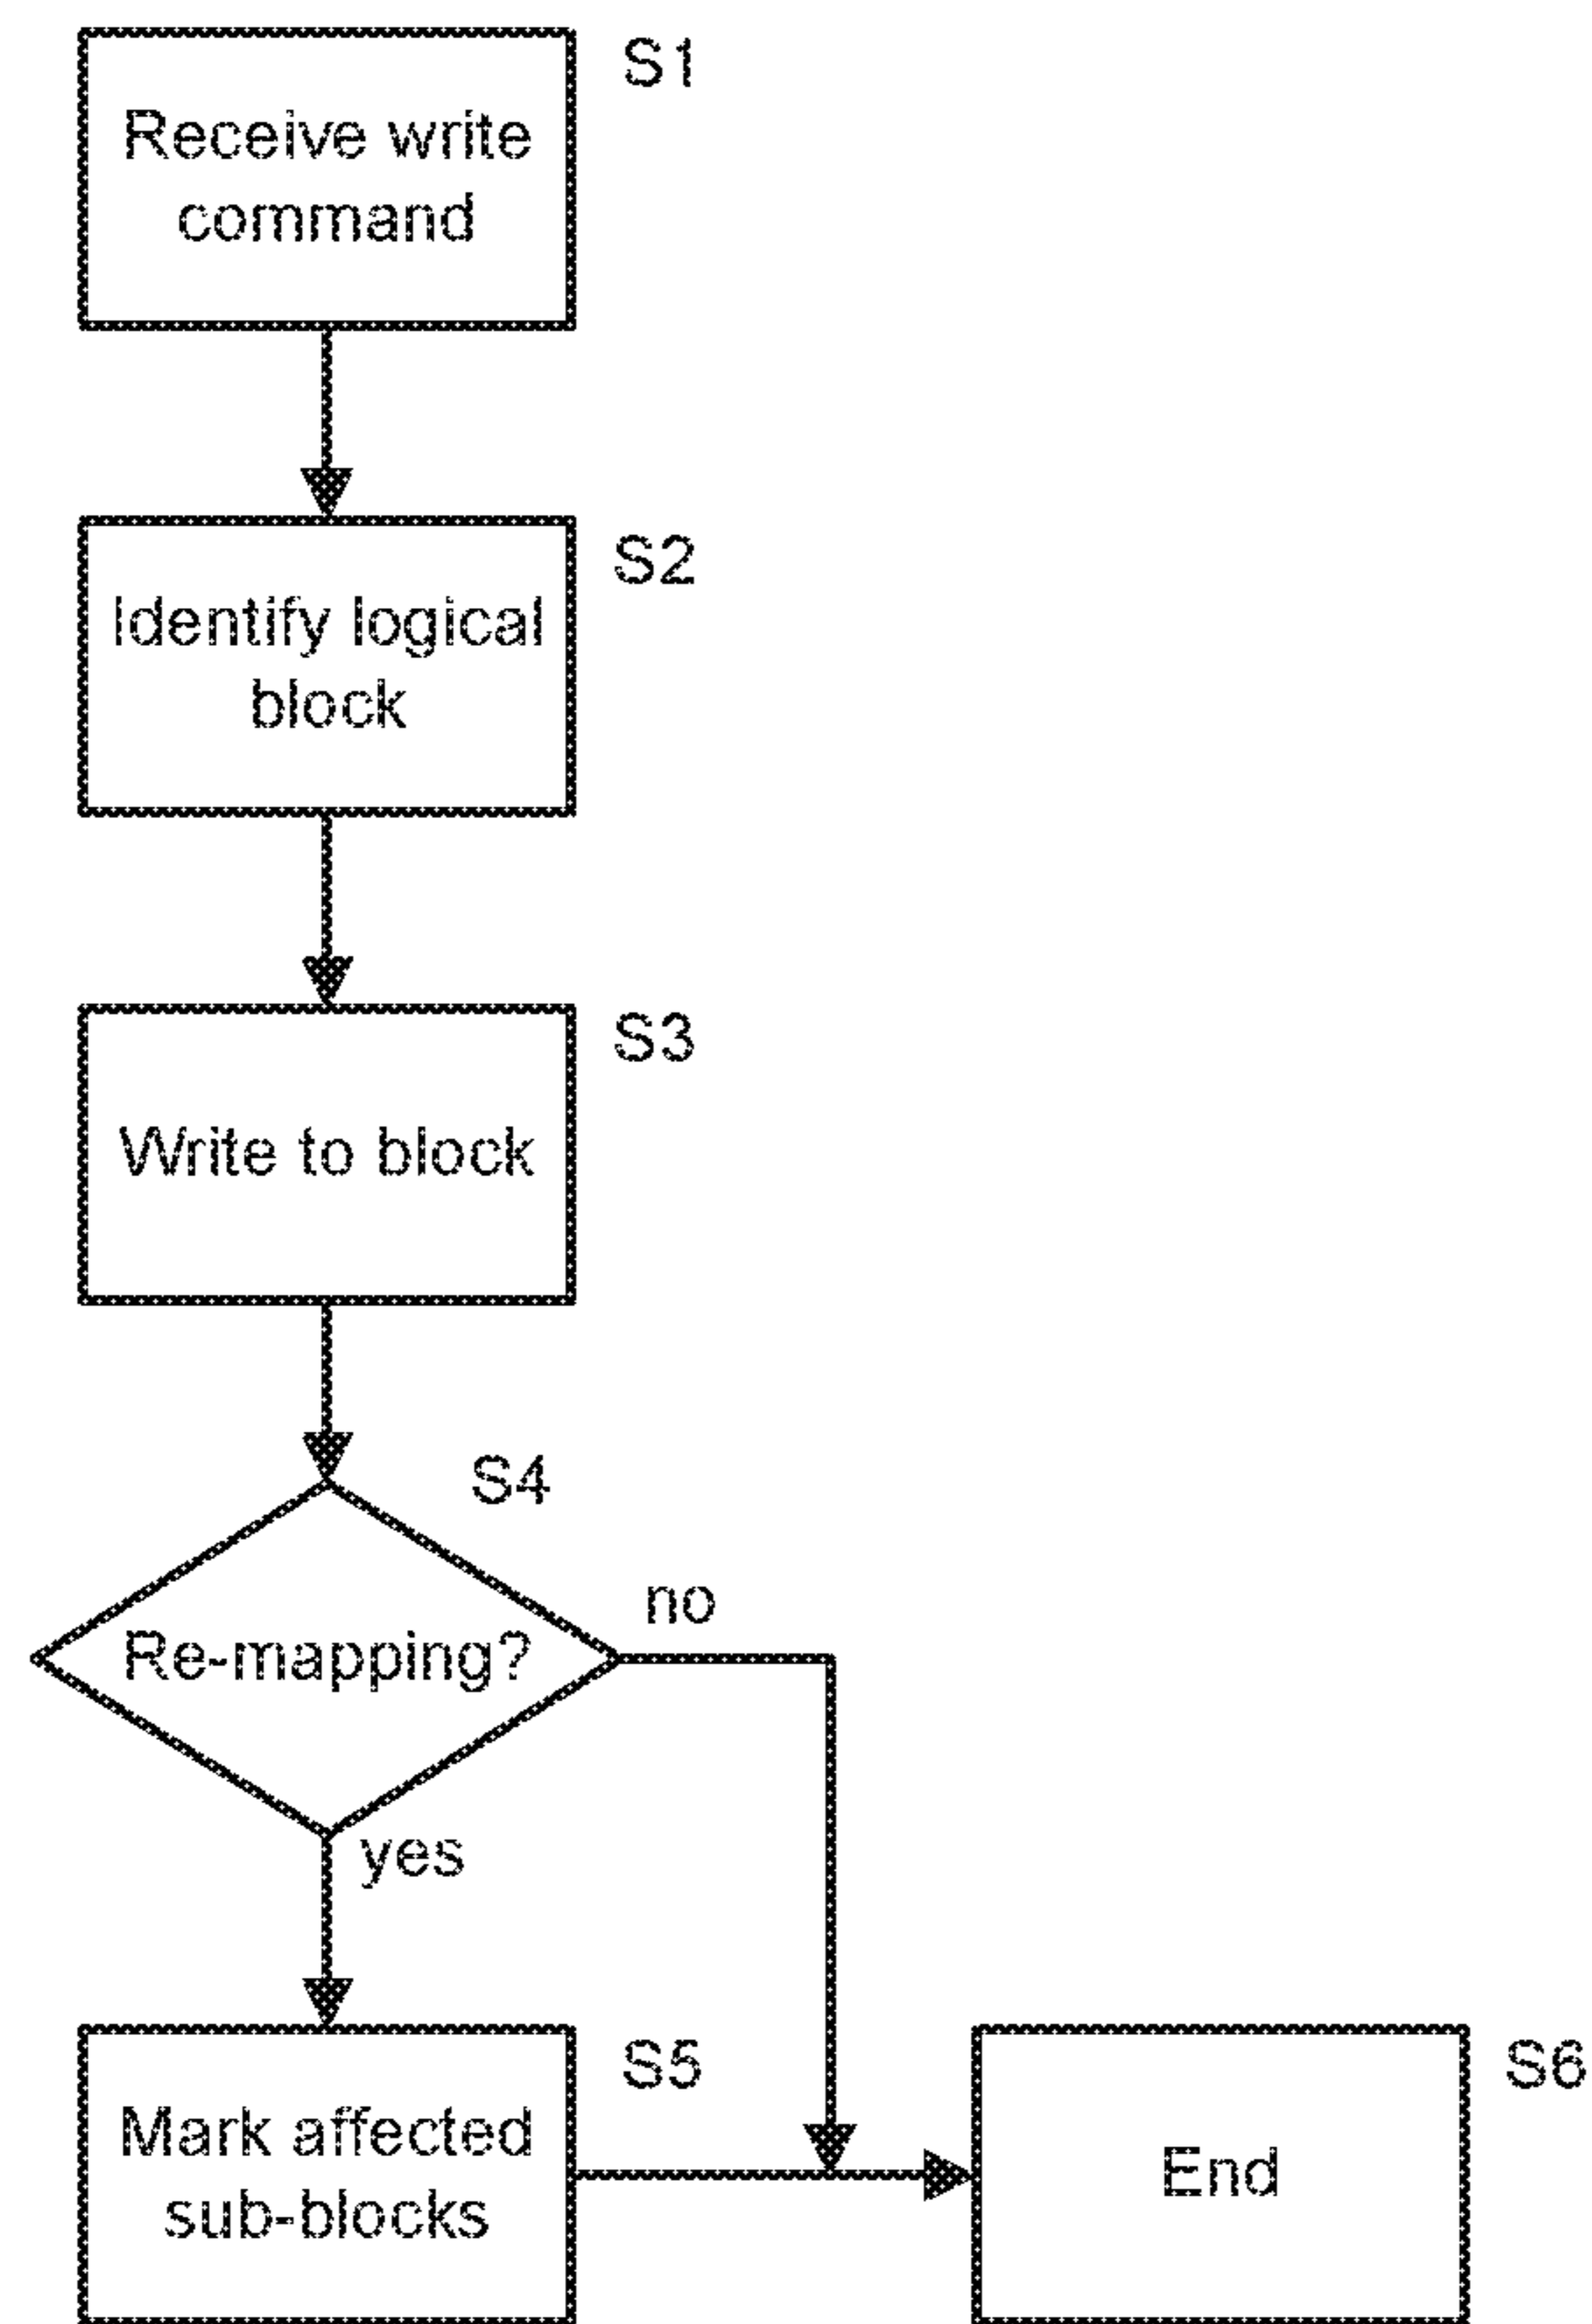 S1
Receive write
command
S2
Identify logical
block
S3
Write to block
S4
Re-mapping?
no
yes
S5
Mark affected
sub-blocks
S6
End